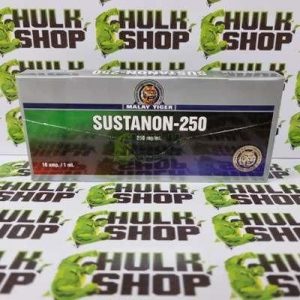 HULK
SHOP
MALAY TIGER
SUSTANON-250
250 mg/ml.
10 amp. / 1 ml.
HULK
SHOP
HULK
SHOP
HULK
SHOP